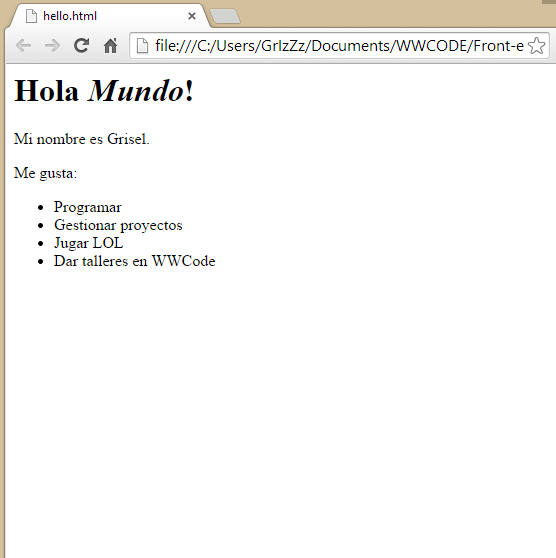 hello.html
file:///C:/Users/GrIzZz/Documents/WWCODE/Front-e
Hola Mundo!
Mi nombre es Grisel.
Me gusta:
Programar
Gestionar proyectos
Jugar LOL
Dar talleres en WWCode